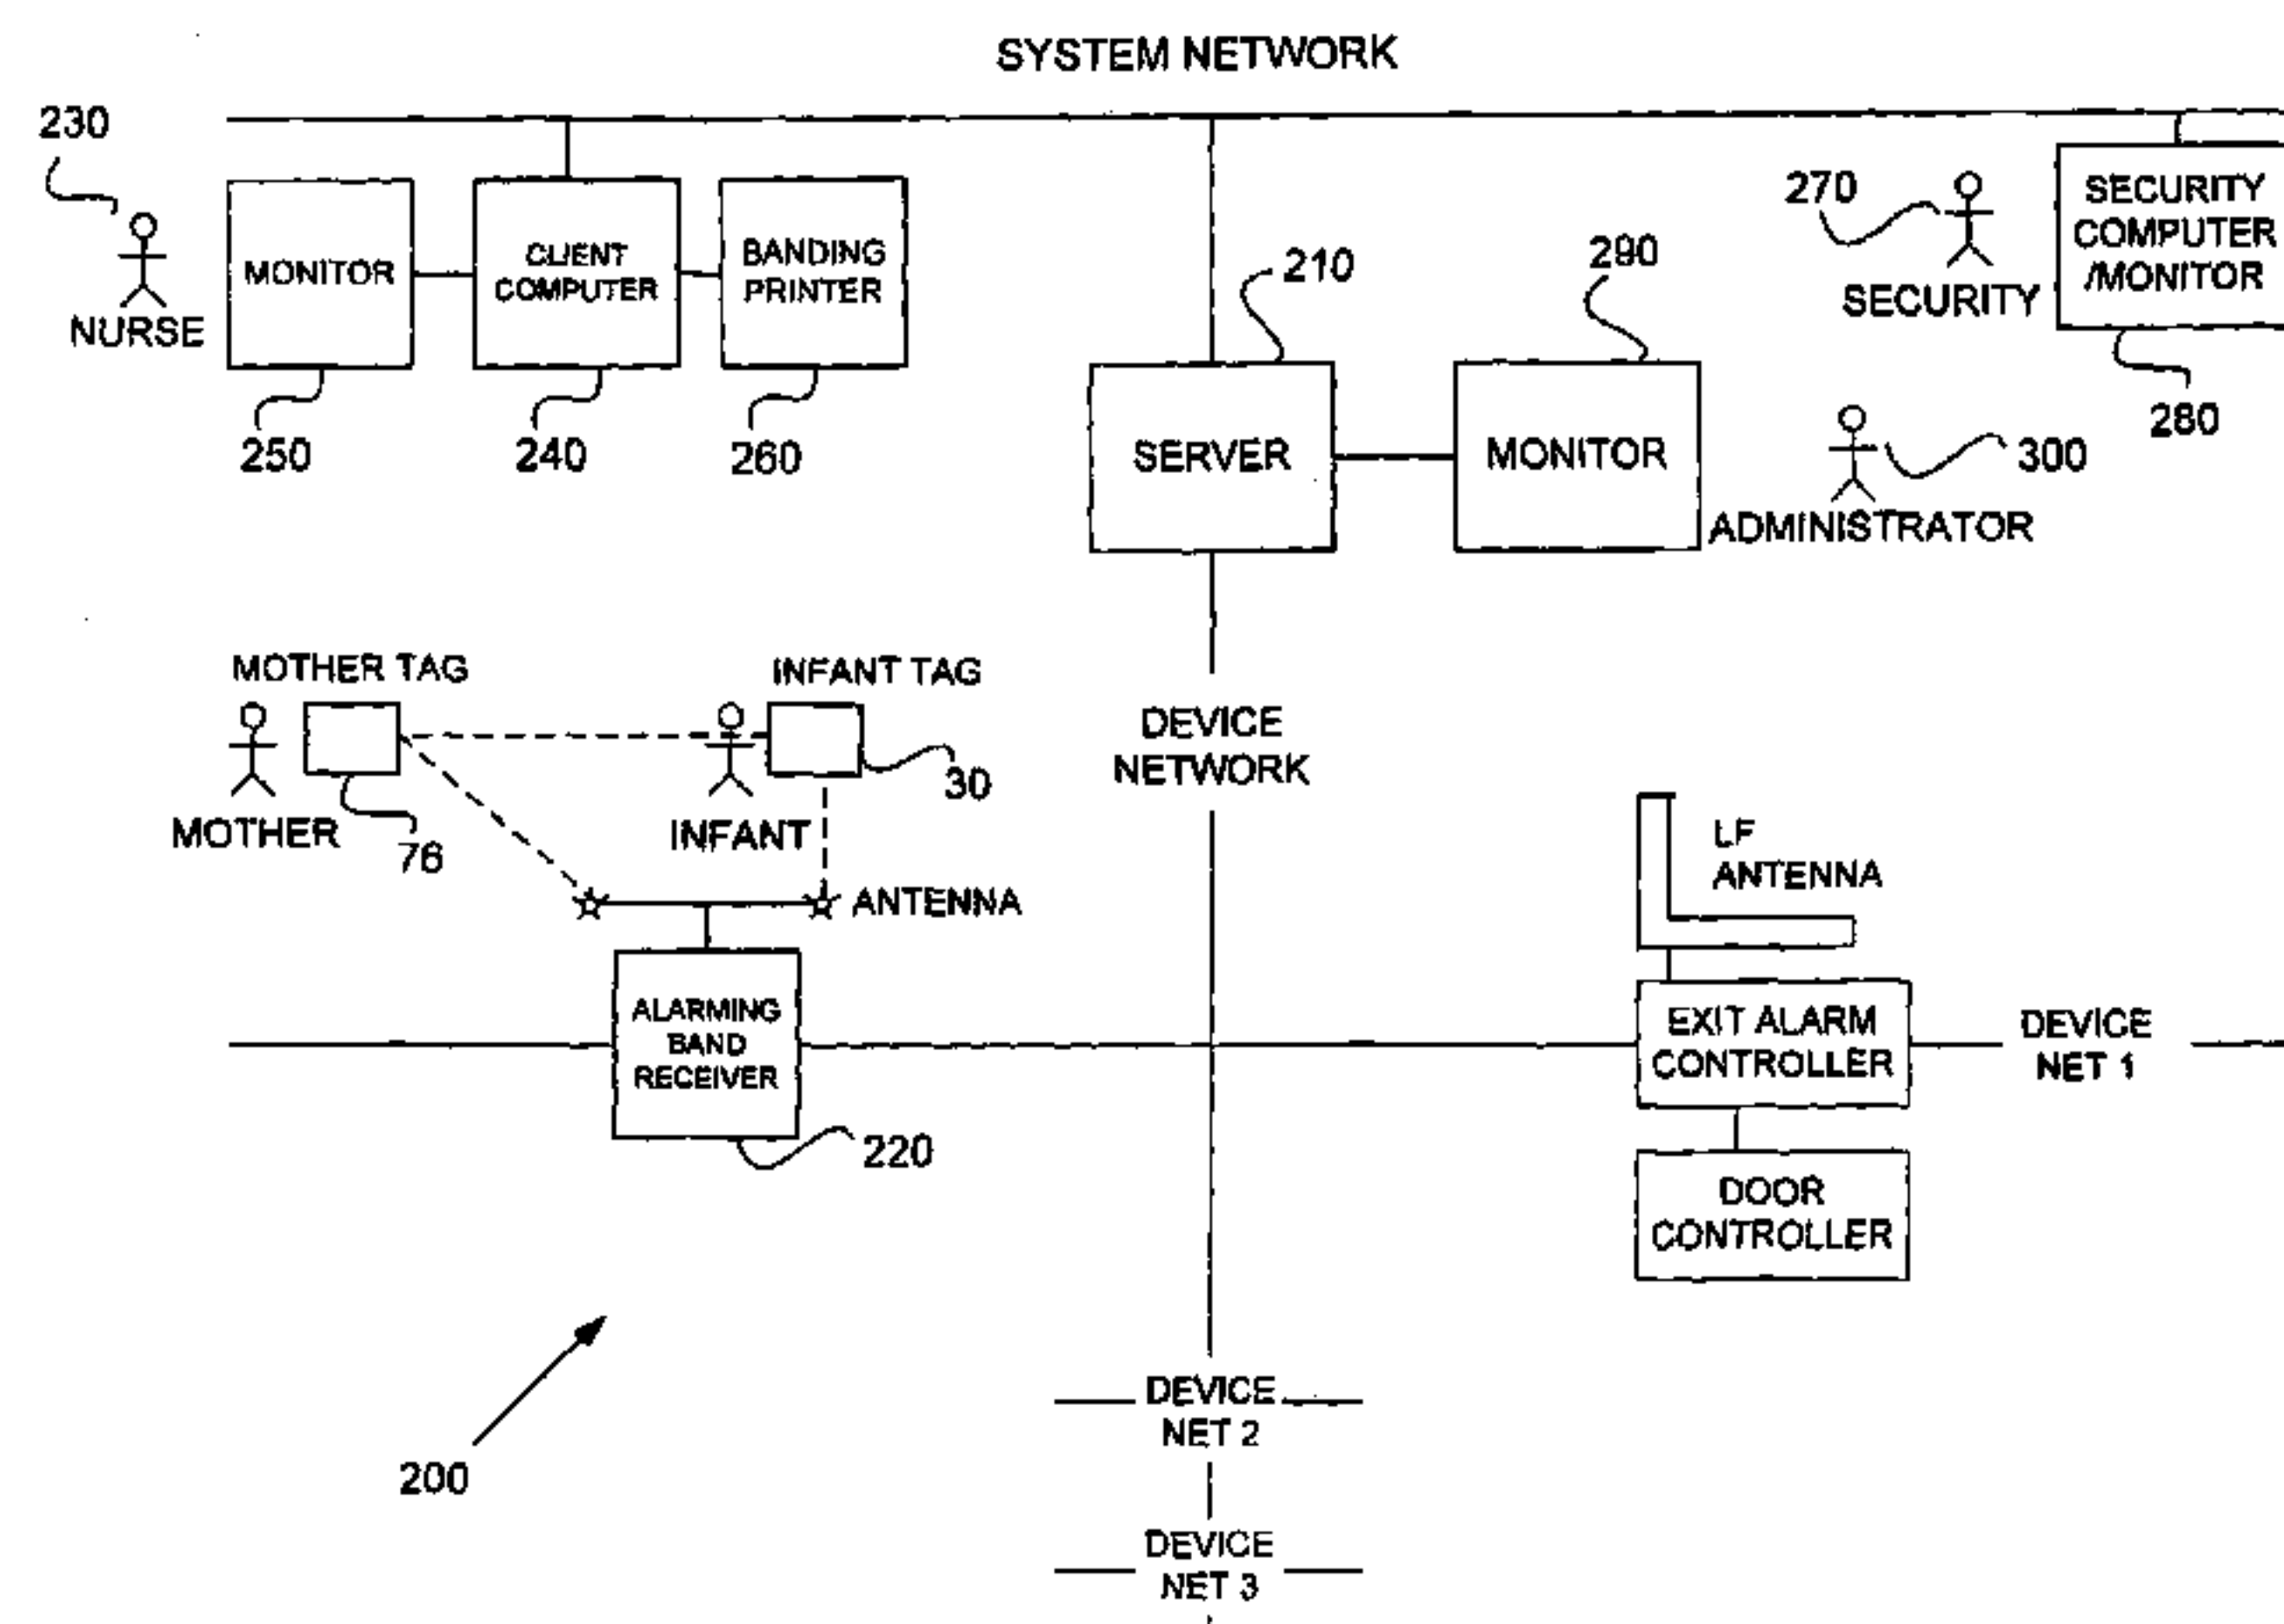 SYSTEM NETWORK
230
NURSE
MONITOR
250
CLIENT
COMPUTER
240
BANDING
PRINTER
260
210
SERVER
290
MONITOR
270
SECURITY
SECURITY
COMPUTER
/MONITOR
280
300
ADMINISTRATOR
MOTHER TAG
MOTHER
76
INFANT TAG
INFANT
30
ANTENNA
DEVICE
NETWORK
LF
ANTENNA
ALARMING
BAND
RECEIVER
220
EXIT ALARM
CONTROLLER
DEVICE
NET 1
DOOR
CONTROLLER
200
DEVICE
NET 2
DEVICE
NET 3